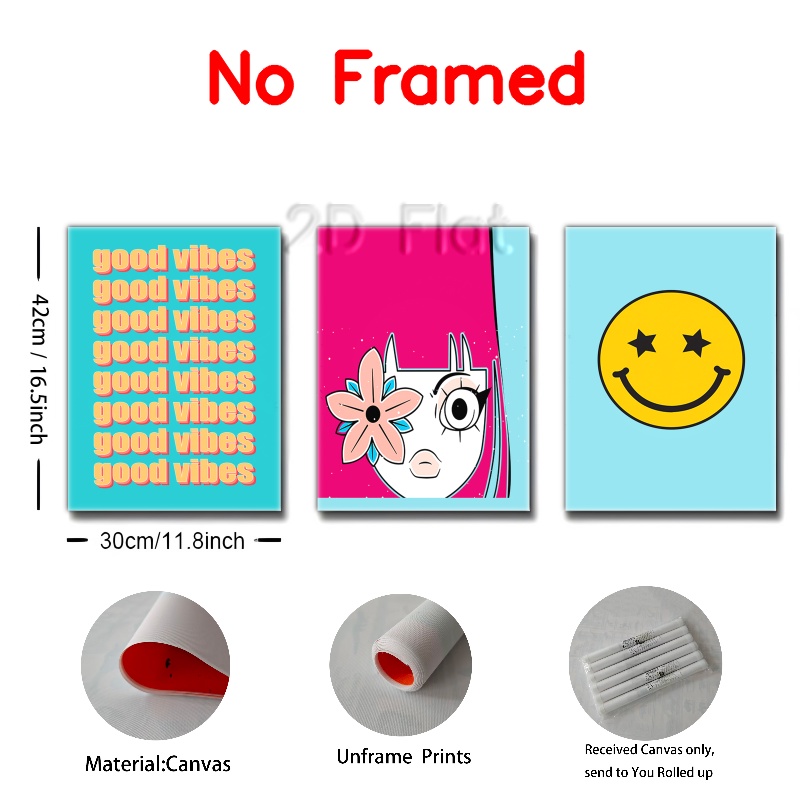 No Framed
2D Flat
good vibes
good vibes
good vibes
good vibes
good vibes
good vibes
good vibes
good vibes
42cm / 16.5inch
30cm/11.8inch
Material:Canvas
Unframe Prints
Received Canvas only,
send to You Rolled up